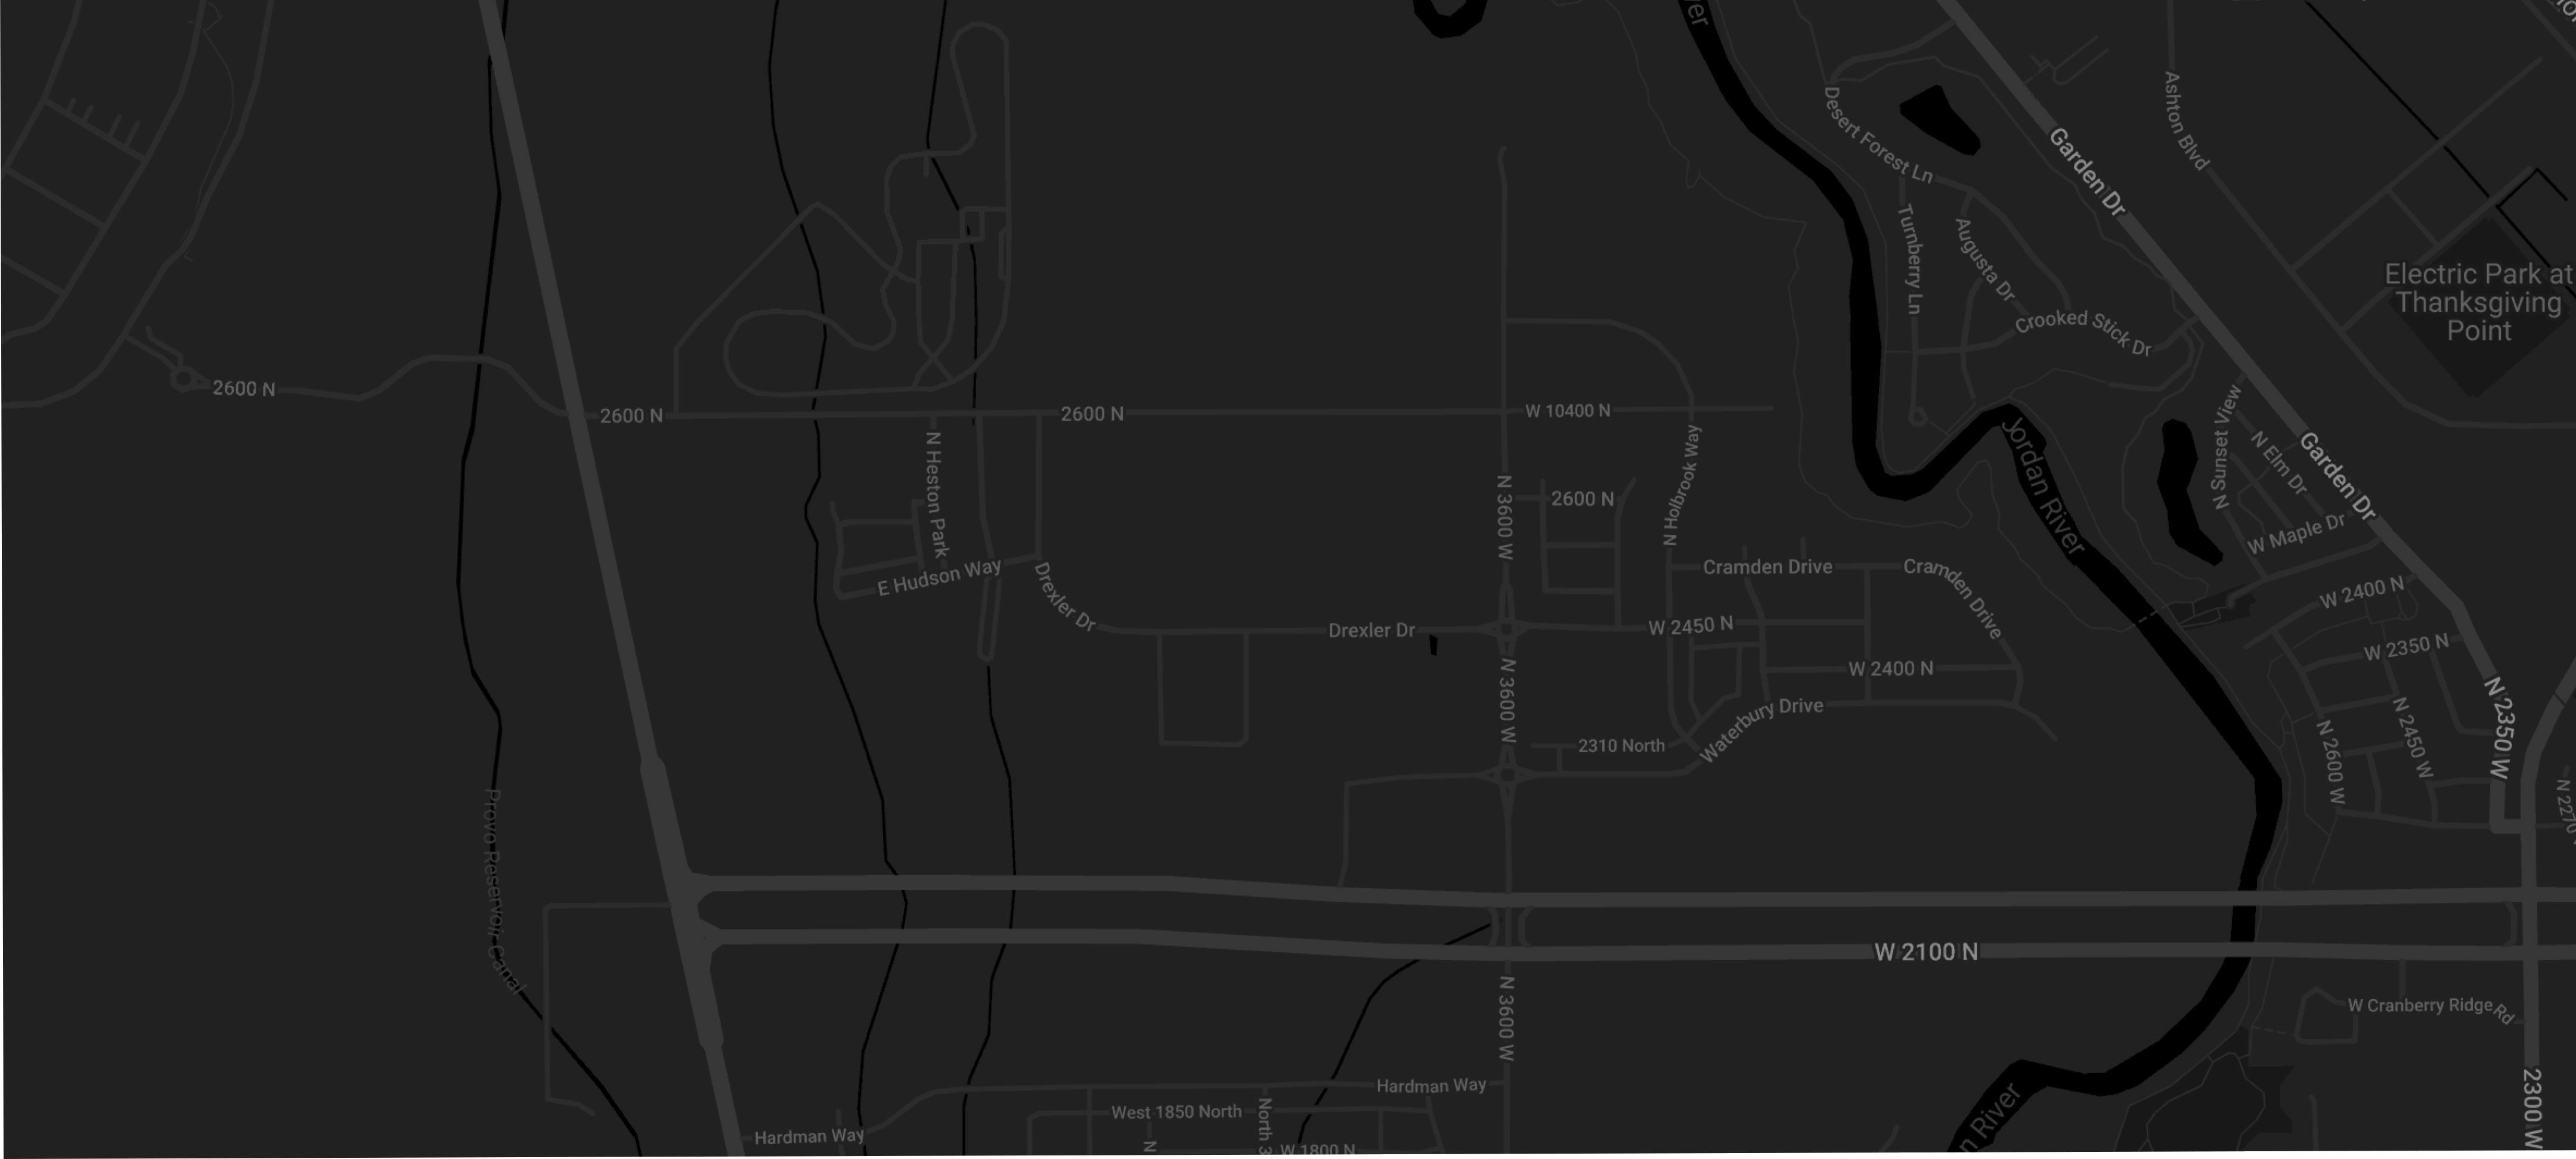 Ashton Blvd
Desert Forest Ln
Garden Dr
Turnberry Ln
Augusta Dr
Electric Park at
Thanksgiving
Point
Crooked Stick Dr
2600 N
2600 N
2600 N
W 10400 N
N Sunset View
N Heston Park
N Holbrook Way
Jordan River
N Elm Dr
Garden Dr
N 3600 W
2600 N
W Maple Dr
E Hudson Way
Drexler Dr
Cramden Drive
Cramden Drive
W 2400 N
Drexler Dr
W 2450 N
W 2350 N
N 3600 W
W 2400 N
N 2350 W
Waterbury Drive
2310 North
N 2600 W
N 2450 W
Provo Reservoir Canal
W 2100 N
N 3600 W
W Cranberry Ridge Rd
Hardman Way
West 1850 North
2300 W
Hardman Way
W 1800 N
River